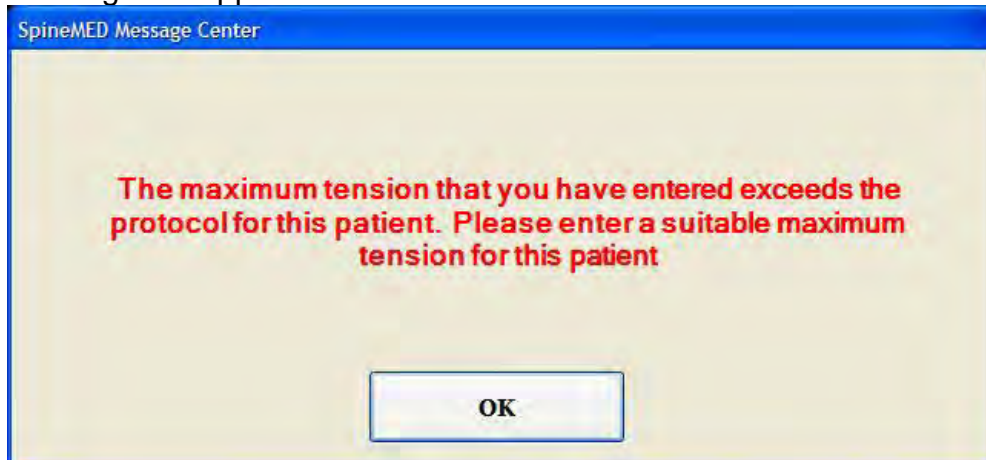 SpineMED Message Center
The maximum tension that you have entered exceeds the
protocol for this patient. Please enter a suitable maximum
tension for this patient
OK